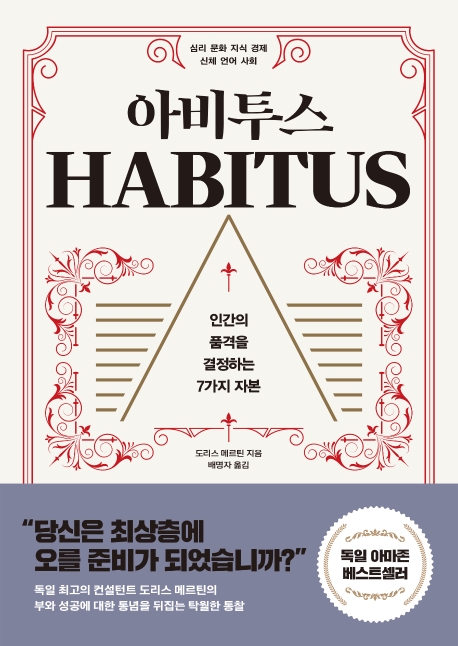 심리 문화 지식 경제
신체 언어 사회
아비투스
HABITUS
인간의
품격을
결정하는
7가지 자본
도리스 메르틴 지음
배명자 옮김
“당신은 최상층에
오를 준비가 되었습니까?”
독일 최고의 컨설턴트 도리스 메르틴의
부와 성공에 대한 통념을 뒤집는 탁월한 통찰
독일 아마존
베스트셀러